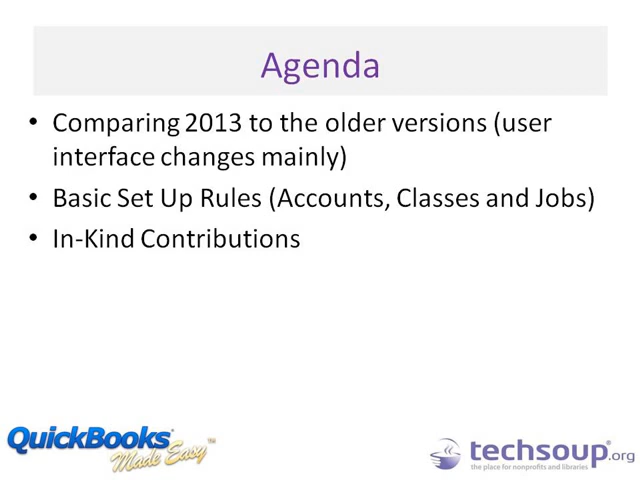 Agenda
• Comparing 2013 to the older versions (user
interface changes mainly)
• Basic Set Up Rules (Accounts, Classes and Jobs)
• In-Kind Contributions
QuickBooks
Made Easy™
techsoup®.org
the place for nonprofits and libraries